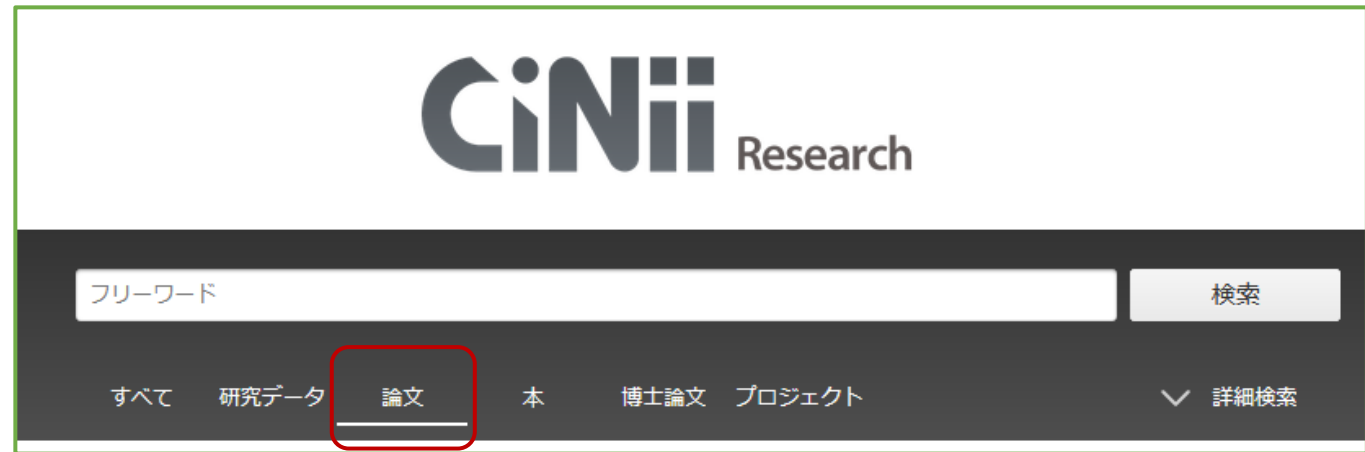 CiNii Research
フリーワード 検索
すべて 研究データ 論文 本 博士論文 プロジェクト 詳細検索